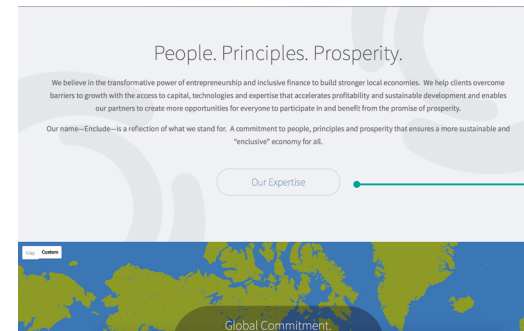 People. Principles. Prosperity.
We believe in the transformative power of entrepreneurship and inclusive finance to build stronger local economies. We help clients overcome
barriers to growth with the access to capital, technologies and expertise that accelerates profitability and sustainable development and enables
our partners to create more opportunities for everyone to participate in and benefit from the promise of prosperity.
Our name—Enclude—is a reflection of what we stand for. A commitment to people, principles and prosperity that ensures a more sustainable and
“enclusive” economy for all.
Our Expertise
Map Custom
Global Commitment.